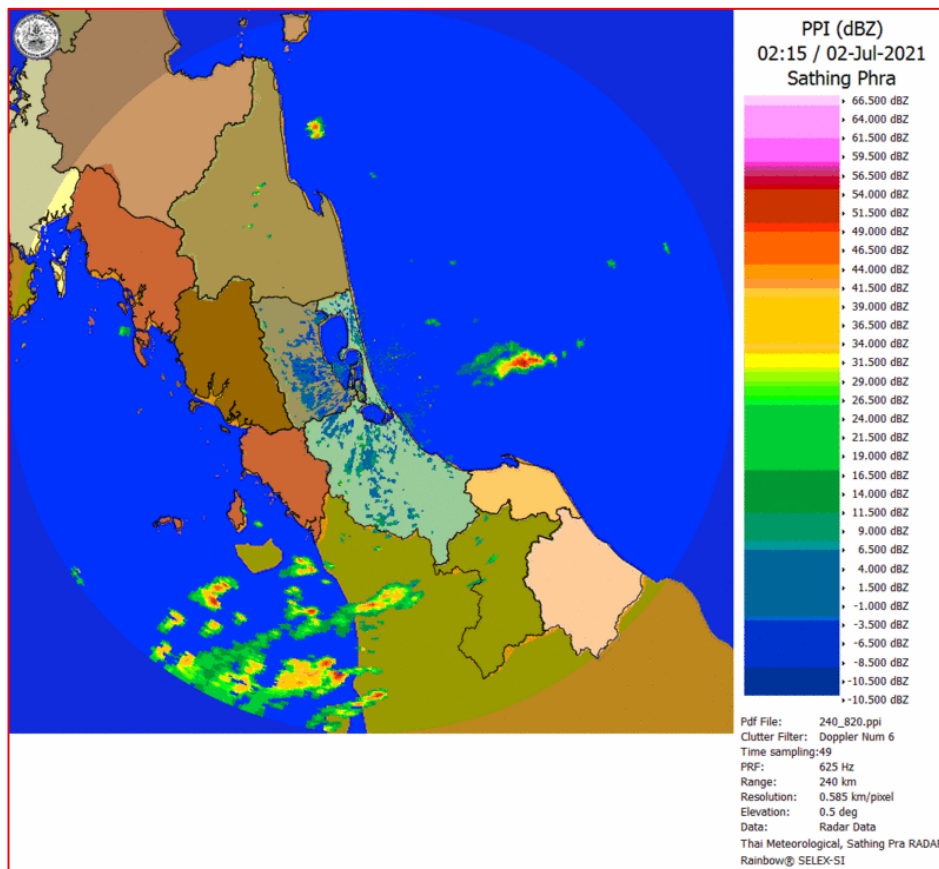 PPI (dBZ)
02:15 / 02-Jul-2021
Sathing Phra
66.500 dBZ
64.000 dBZ
61.500 dBZ
59.500 dBZ
56.500 dBZ
54.000 dBZ
51.500 dBZ
49.000 dBZ
46.500 dBZ
44.000 dBZ
41.500 dBZ
39.000 dBZ
36.500 dBZ
34.000 dBZ
31.500 dBZ
29.000 dBZ
26.500 dBZ
24.000 dBZ
21.500 dBZ
19.000 dBZ
16.500 dBZ
14.000 dBZ
11.500 dBZ
9.000 dBZ
6.500 dBZ
4.000 dBZ
1.500 dBZ
-1.000 dBZ
-3.500 dBZ
-6.500 dBZ
-8.500 dBZ
-10.500 dBZ
-10.500 dBZ
Pdf File: 240_820.ppi
Clutter Filter: Doppler Num 6
Time sampling:49
PRF: 625 Hz
Range: 240 km
Resolution: 0.585 km/pixel
Elevation: 0.5 deg
Data: Radar Data
Thai Meteorological, Sathing Pra RADAR
Rainbow® SELEX-SI